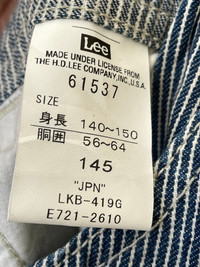 Lee
MADE UNDER LICENSE FROM
THE H.D. LEE COMPANY, INC., U.S.A.
61537
SIZE
身長 140~150
胴囲 56~64
145
"JPN"
LKB-419G
E721-2610